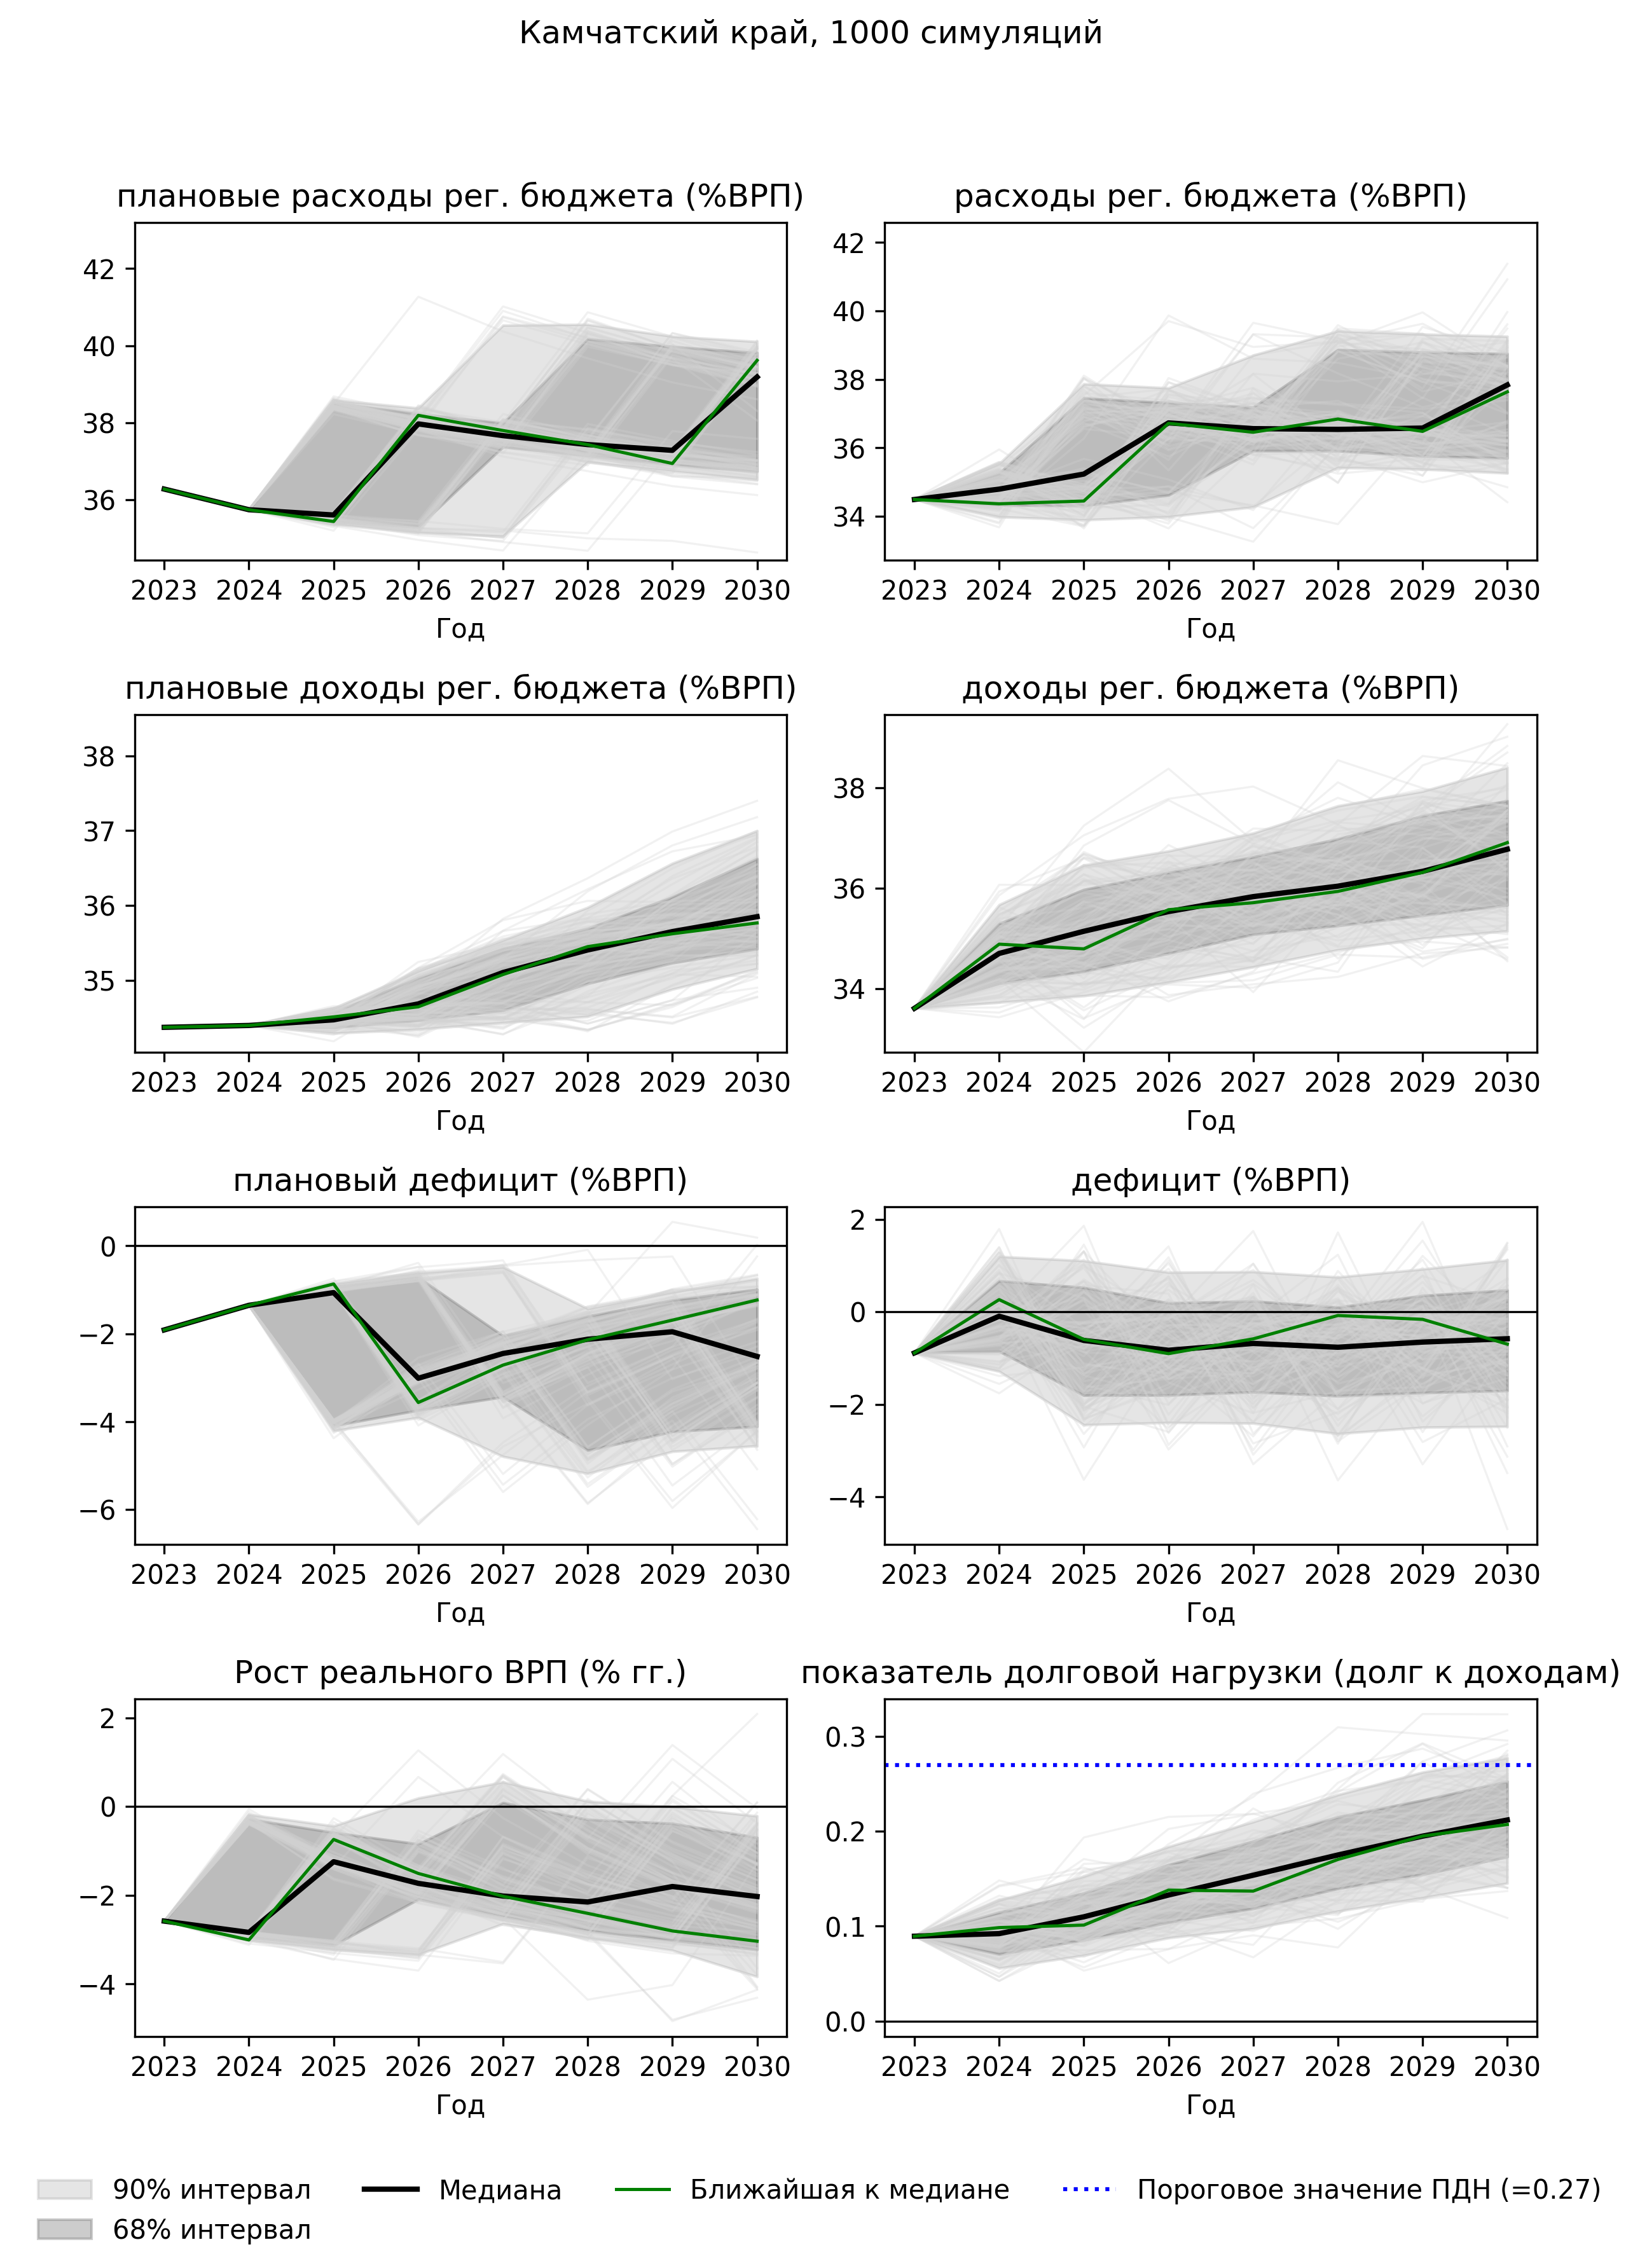 Камчатский край, 1000 симуляций
плановые расходы рег. бюджета (%ВРП)
42
40
38
36
2023 2024 2025 2026 2027 2028 2029 2030
Год
расходы рег. бюджета (%ВРП)
42
40
38
36
34
2023 2024 2025 2026 2027 2028 2029 2030
Год
плановые доходы рег. бюджета (%ВРП)
38
37
36
35
2023 2024 2025 2026 2027 2028 2029 2030
Год
доходы рег. бюджета (%ВРП)
38
36
34
2023 2024 2025 2026 2027 2028 2029 2030
Год
плановый дефицит (%ВРП)
0
−2
−4
−6
2023 2024 2025 2026 2027 2028 2029 2030
Год
дефицит (%ВРП)
2
0
−2
−4
2023 2024 2025 2026 2027 2028 2029 2030
Год
Рост реального ВРП (% гг.)
2
0
−2
−4
2023 2024 2025 2026 2027 2028 2029 2030
Год
показатель долговой нагрузки (долг к доходам)
0.3
0.2
0.1
0.0
2023 2024 2025 2026 2027 2028 2029 2030
Год
90% интервал
68% интервал
Медиана
Ближайшая к медиане
Пороговое значение ПДН (=0.27)